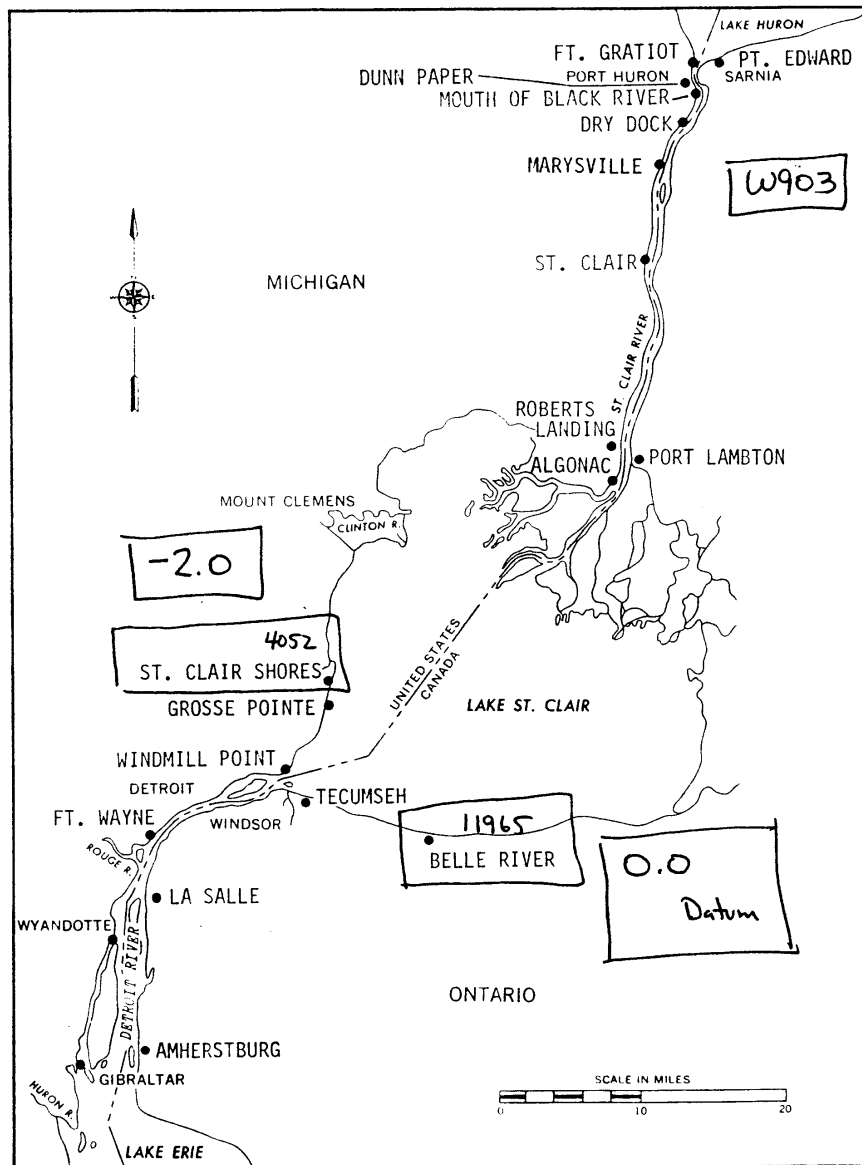 LAKE HURON
FT. GRATIOT
PT. EDWARD
DUNN PAPER
PORT HURON
SARNIA
MOUTH OF BLACK RIVER
DRY DOCK
MARYSVILLE
W903
ST. CLAIR
MICHIGAN
ST. CLAIR RIVER
ROBERTS
LANDING
ALGONAC
PORT LAMBTON
MOUNT CLEMENS
CLINTON R.
-2.0
4052
ST. CLAIR SHORES
UNITED STATES
CANADA
GROSSE POINTE
LAKE ST. CLAIR
WINDMILL POINT
DETROIT
TECUMSEH
FT. WAYNE
WINDSOR
11965
BELLE RIVER
0.0
Datum
ROUGE R.
LA SALLE
WYANDOTTE
DETROIT RIVER
ONTARIO
AMHERSTBURG
GIBRALTAR
SCALE IN MILES
0 10 20
HURON R.
LAKE ERIE